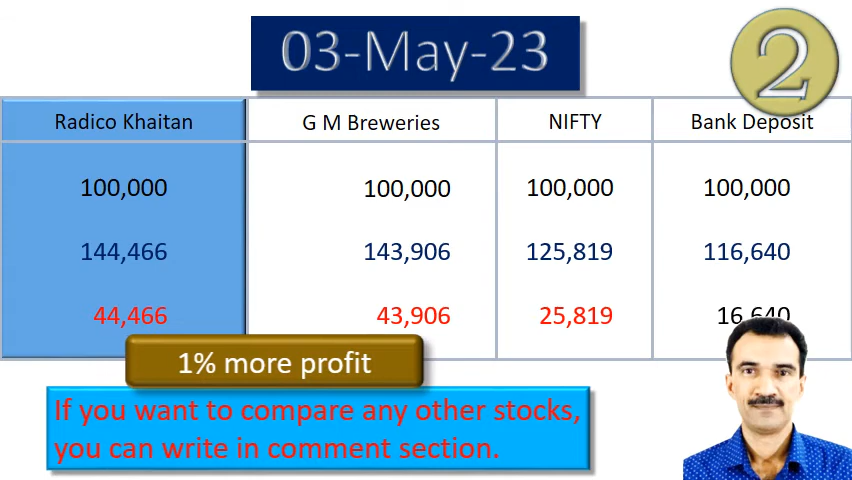 03-May-23
2
Radico Khaitan G M Breweries NIFTY Bank Deposit
100,000 100,000 100,000 100,000
144,466 143,906 125,819 116,640
44,466 43,906 25,819 16,640
1% more profit
If you want to compare any other stocks,
you can write in comment section.